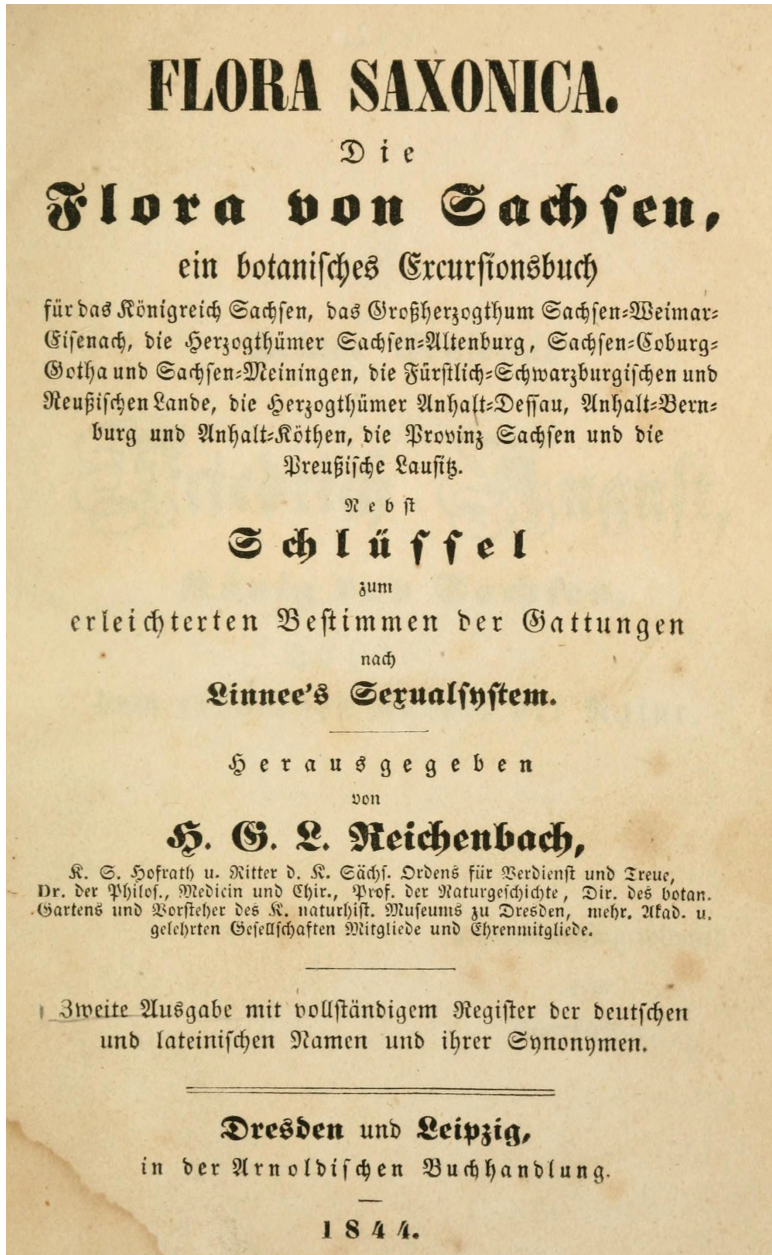 FLORA SAXONICA.
Die
Flora von Sachsen,
ein botanisches Excursionsbuch
für das Königreich Sachsen, das Großherzogthum Sachsen-Weimar-
Eisenach, die Herzogthümer Sachsen-Altenburg, Sachsen-Coburg-
Gotha und Sachsen-Meiningen, die Fürstlich-Schwarzburgischen und
Reußischen Lande, die Herzogthümer Anhalt-Dessau, Anhalt-Bern-
burg und Anhalt-Köthen, die Provinz Sachsen und die
Preußische Lausitz.
Nebst
Schlüssel
zum
erleichterten Bestimmen der Gattungen
nach
Linnee's Sexualsystem.
Herausgegeben
von
H. G. L. Reichenbach,
K. S. Hofrath u. Ritter d. K. Sächs. Ordens für Verdienst und Treue,
Dr. der Philos., Medicin und Chir., Prof. der Naturgeschichte, Dir. des botan.
Gartens und Vorsteher des K. naturhist. Museums zu Dresden, mehr. Akad. u.
gelehrten Gesellschaften Mitgliede und Ehrenmitgliede.
Zweite Ausgabe mit vollständigem Register der deutschen
und lateinischen Namen und ihrer Synonymen.
Dresden und Leipzig,
in der Arnoldischen Buchhandlung.
1844.